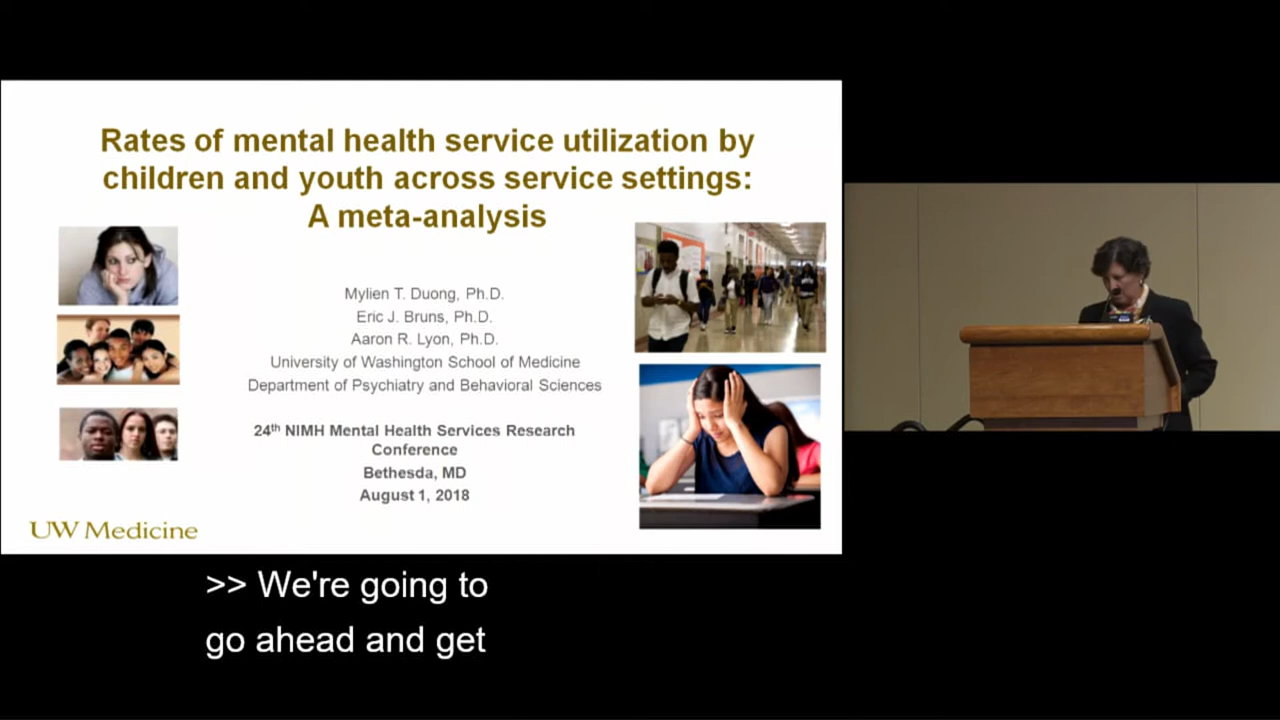 Rates of mental health service utilization by
children and youth across service settings:
A meta-analysis
Mylien T. Duong, Ph.D.
Eric J. Bruns, Ph.D.
Aaron R. Lyon, Ph.D.
University of Washington School of Medicine
Department of Psychiatry and Behavioral Sciences
24th NIMH Mental Health Services Research
Conference
Bethesda, MD
August 1, 2018
UW Medicine
>> We're going to
go ahead and get